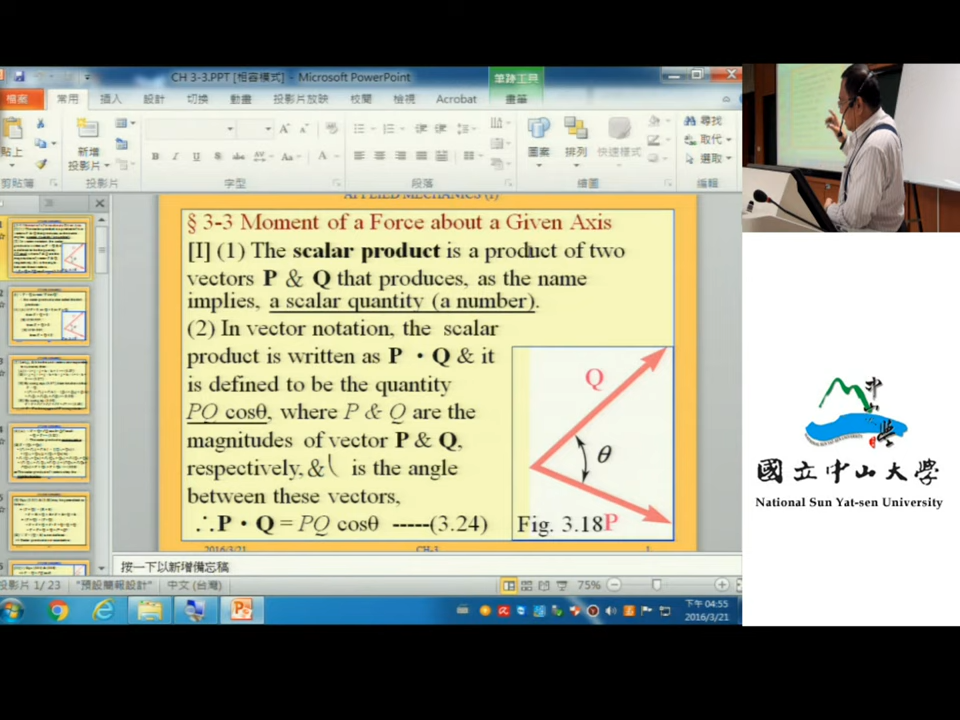 CH 3-3.PPT [相容模式] - Microsoft PowerPoint
筆跡工具
檔案 常用 插入 設計 切換 動畫 投影片放映 校閱 檢視 Acrobat 畫筆
貼上
新增
投影片
圖案 排列 快速樣式
尋找
取代
選取
剪貼簿 投影片 字型 段落 繪圖 編輯
APPLIED MECHANICS (I)
§ 3-3 Moment of a Force about a Given Axis
[I] (1) The scalar product is a product of two
vectors P & Q that produces, as the name
implies, a scalar quantity (a number).
(2) In vector notation, the scalar
product is written as P • Q & it
is defined to be the quantity
PQ cosθ, where P & Q are the
magnitudes of vector P & Q,
respectively, & is the angle
between these vectors,
∴P • Q = PQ cosθ -----(3.24)
Q
θ
P
Fig. 3.18
2016/3/21 CH-3 1
按一下以新增備忘稿
投影片 1/23 "預設簡報設計" 中文 (台灣) 75%
下午 04:55
2016/3/21
中山大學
國立中山大學
National Sun Yat-sen University